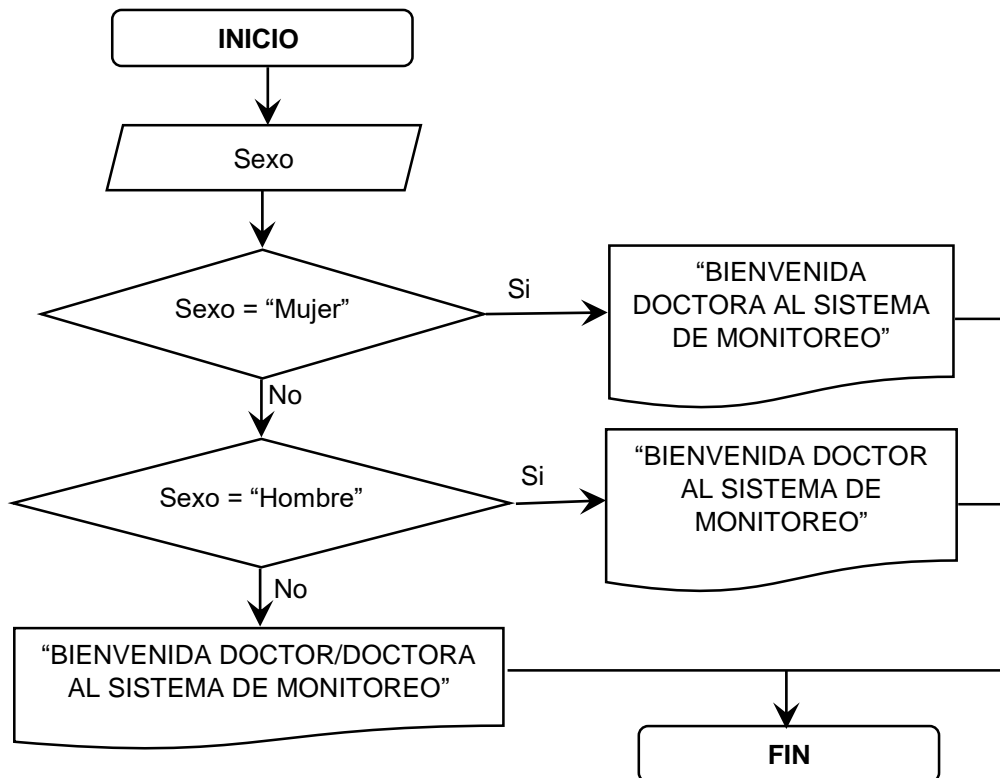 INICIO
Sexo
Sexo = “Mujer”
Si
“BIENVENIDA
DOCTORA AL SISTEMA
DE MONITOREO”
No
Sexo = “Hombre”
Si
“BIENVENIDA DOCTOR
AL SISTEMA DE
MONITOREO”
No
“BIENVENIDA DOCTOR/DOCTORA
AL SISTEMA DE MONITOREO”
FIN